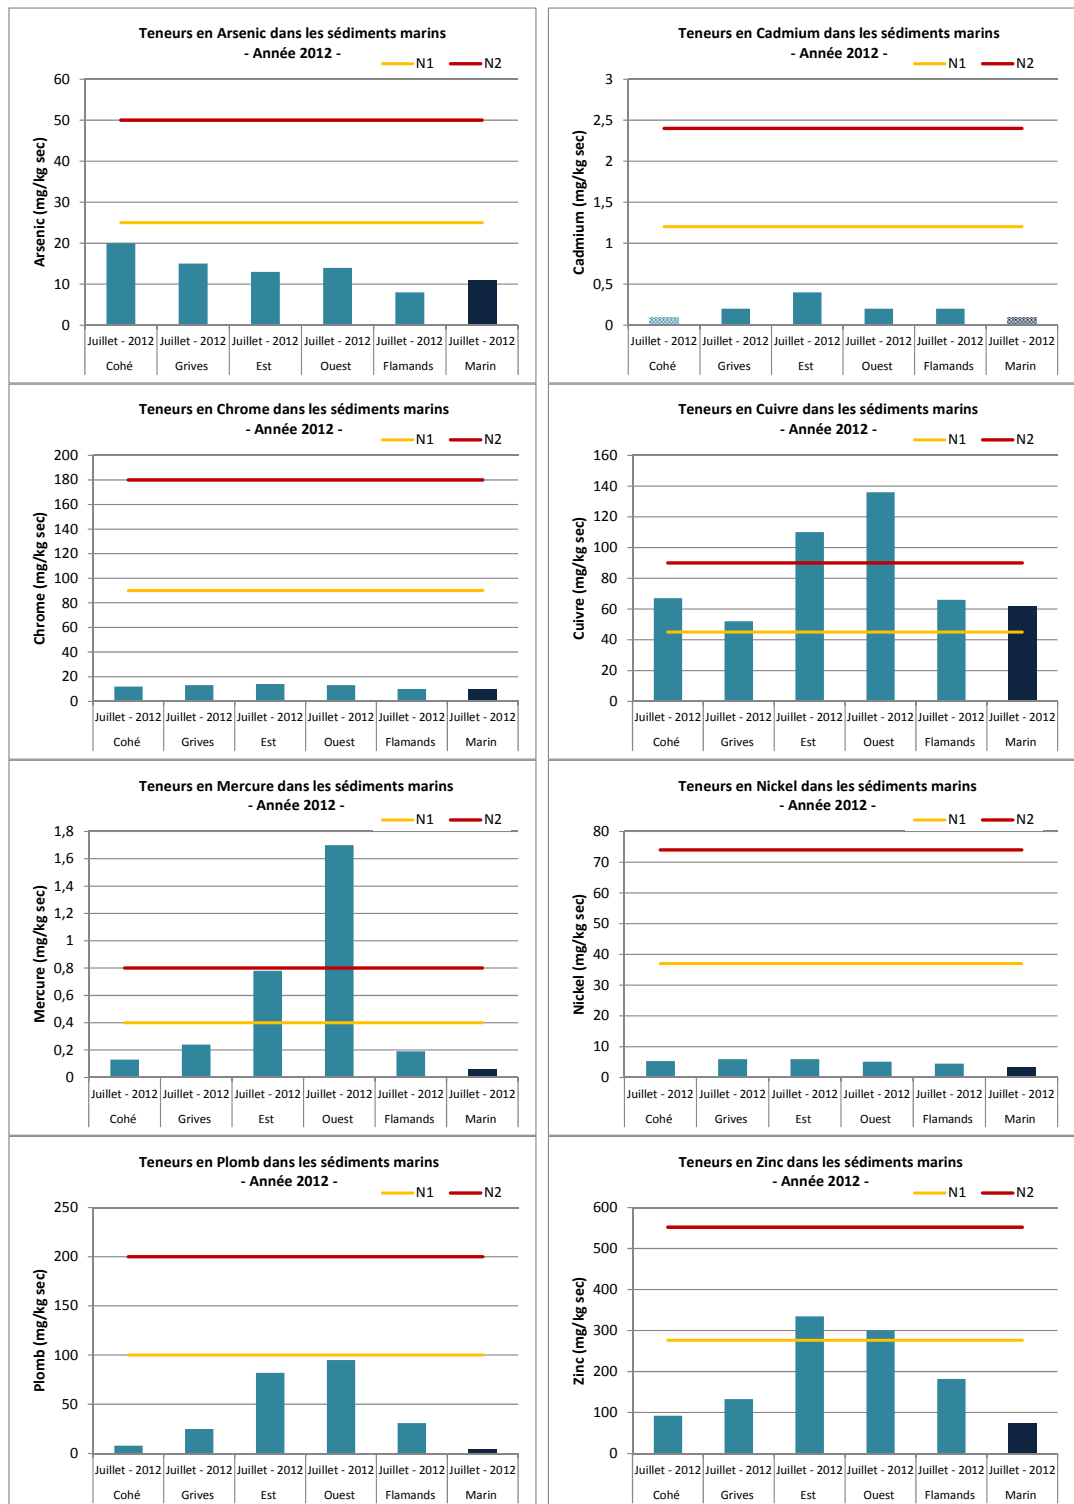 Teneurs en Arsenic dans les sédiments marins
- Année 2012 -
N1 N2
Arsenic (mg/kg sec)
60
50
40
30
20
10
0
Juillet - 2012 Juillet - 2012 Juillet - 2012 Juillet - 2012 Juillet - 2012 Juillet - 2012
Cohé Grives Est Ouest Flamands Marin
Teneurs en Cadmium dans les sédiments marins
- Année 2012 -
N1 N2
Cadmium (mg/kg sec)
3
2,5
2
1,5
1
0,5
0
Juillet - 2012 Juillet - 2012 Juillet - 2012 Juillet - 2012 Juillet - 2012 Juillet - 2012
Cohé Grives Est Ouest Flamands Marin
Teneurs en Chrome dans les sédiments marins
- Année 2012 -
N1 N2
Chrome (mg/kg sec)
200
180
160
140
120
100
80
60
40
20
0
Juillet - 2012 Juillet - 2012 Juillet - 2012 Juillet - 2012 Juillet - 2012 Juillet - 2012
Cohé Grives Est Ouest Flamands Marin
Teneurs en Cuivre dans les sédiments marins
- Année 2012 -
N1 N2
Cuivre (mg/kg sec)
160
140
120
100
80
60
40
20
0
Juillet - 2012 Juillet - 2012 Juillet - 2012 Juillet - 2012 Juillet - 2012 Juillet - 2012
Cohé Grives Est Ouest Flamands Marin
Teneurs en Mercure dans les sédiments marins
- Année 2012 -
N1 N2
Mercure (mg/kg sec)
1,8
1,6
1,4
1,2
1
0,8
0,6
0,4
0,2
0
Juillet - 2012 Juillet - 2012 Juillet - 2012 Juillet - 2012 Juillet - 2012 Juillet - 2012
Cohé Grives Est Ouest Flamands Marin
Teneurs en Nickel dans les sédiments marins
- Année 2012 -
N1 N2
Nickel (mg/kg sec)
80
70
60
50
40
30
20
10
0
Juillet - 2012 Juillet - 2012 Juillet - 2012 Juillet - 2012 Juillet - 2012 Juillet - 2012
Cohé Grives Est Ouest Flamands Marin
Teneurs en Plomb dans les sédiments marins
- Année 2012 -
N1 N2
Plomb (mg/kg sec)
250
200
150
100
50
0
Juillet - 2012 Juillet - 2012 Juillet - 2012 Juillet - 2012 Juillet - 2012 Juillet - 2012
Cohé Grives Est Ouest Flamands Marin
Teneurs en Zinc dans les sédiments marins
- Année 2012 -
N1 N2
Zinc (mg/kg sec)
600
500
400
300
200
100
0
Juillet - 2012 Juillet - 2012 Juillet - 2012 Juillet - 2012 Juillet - 2012 Juillet - 2012
Cohé Grives Est Ouest Flamands Marin